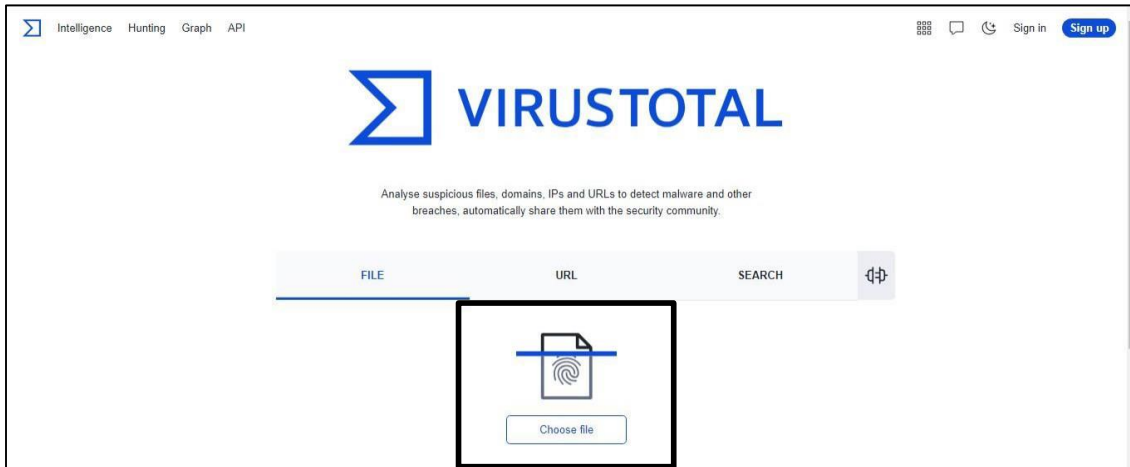 Intelligence Hunting Graph API
Sign in Sign up
VIRUSTOTAL
Analyse suspicious files, domains, IPs and URLs to detect malware and other
breaches, automatically share them with the security community.
FILE URL SEARCH
Choose file